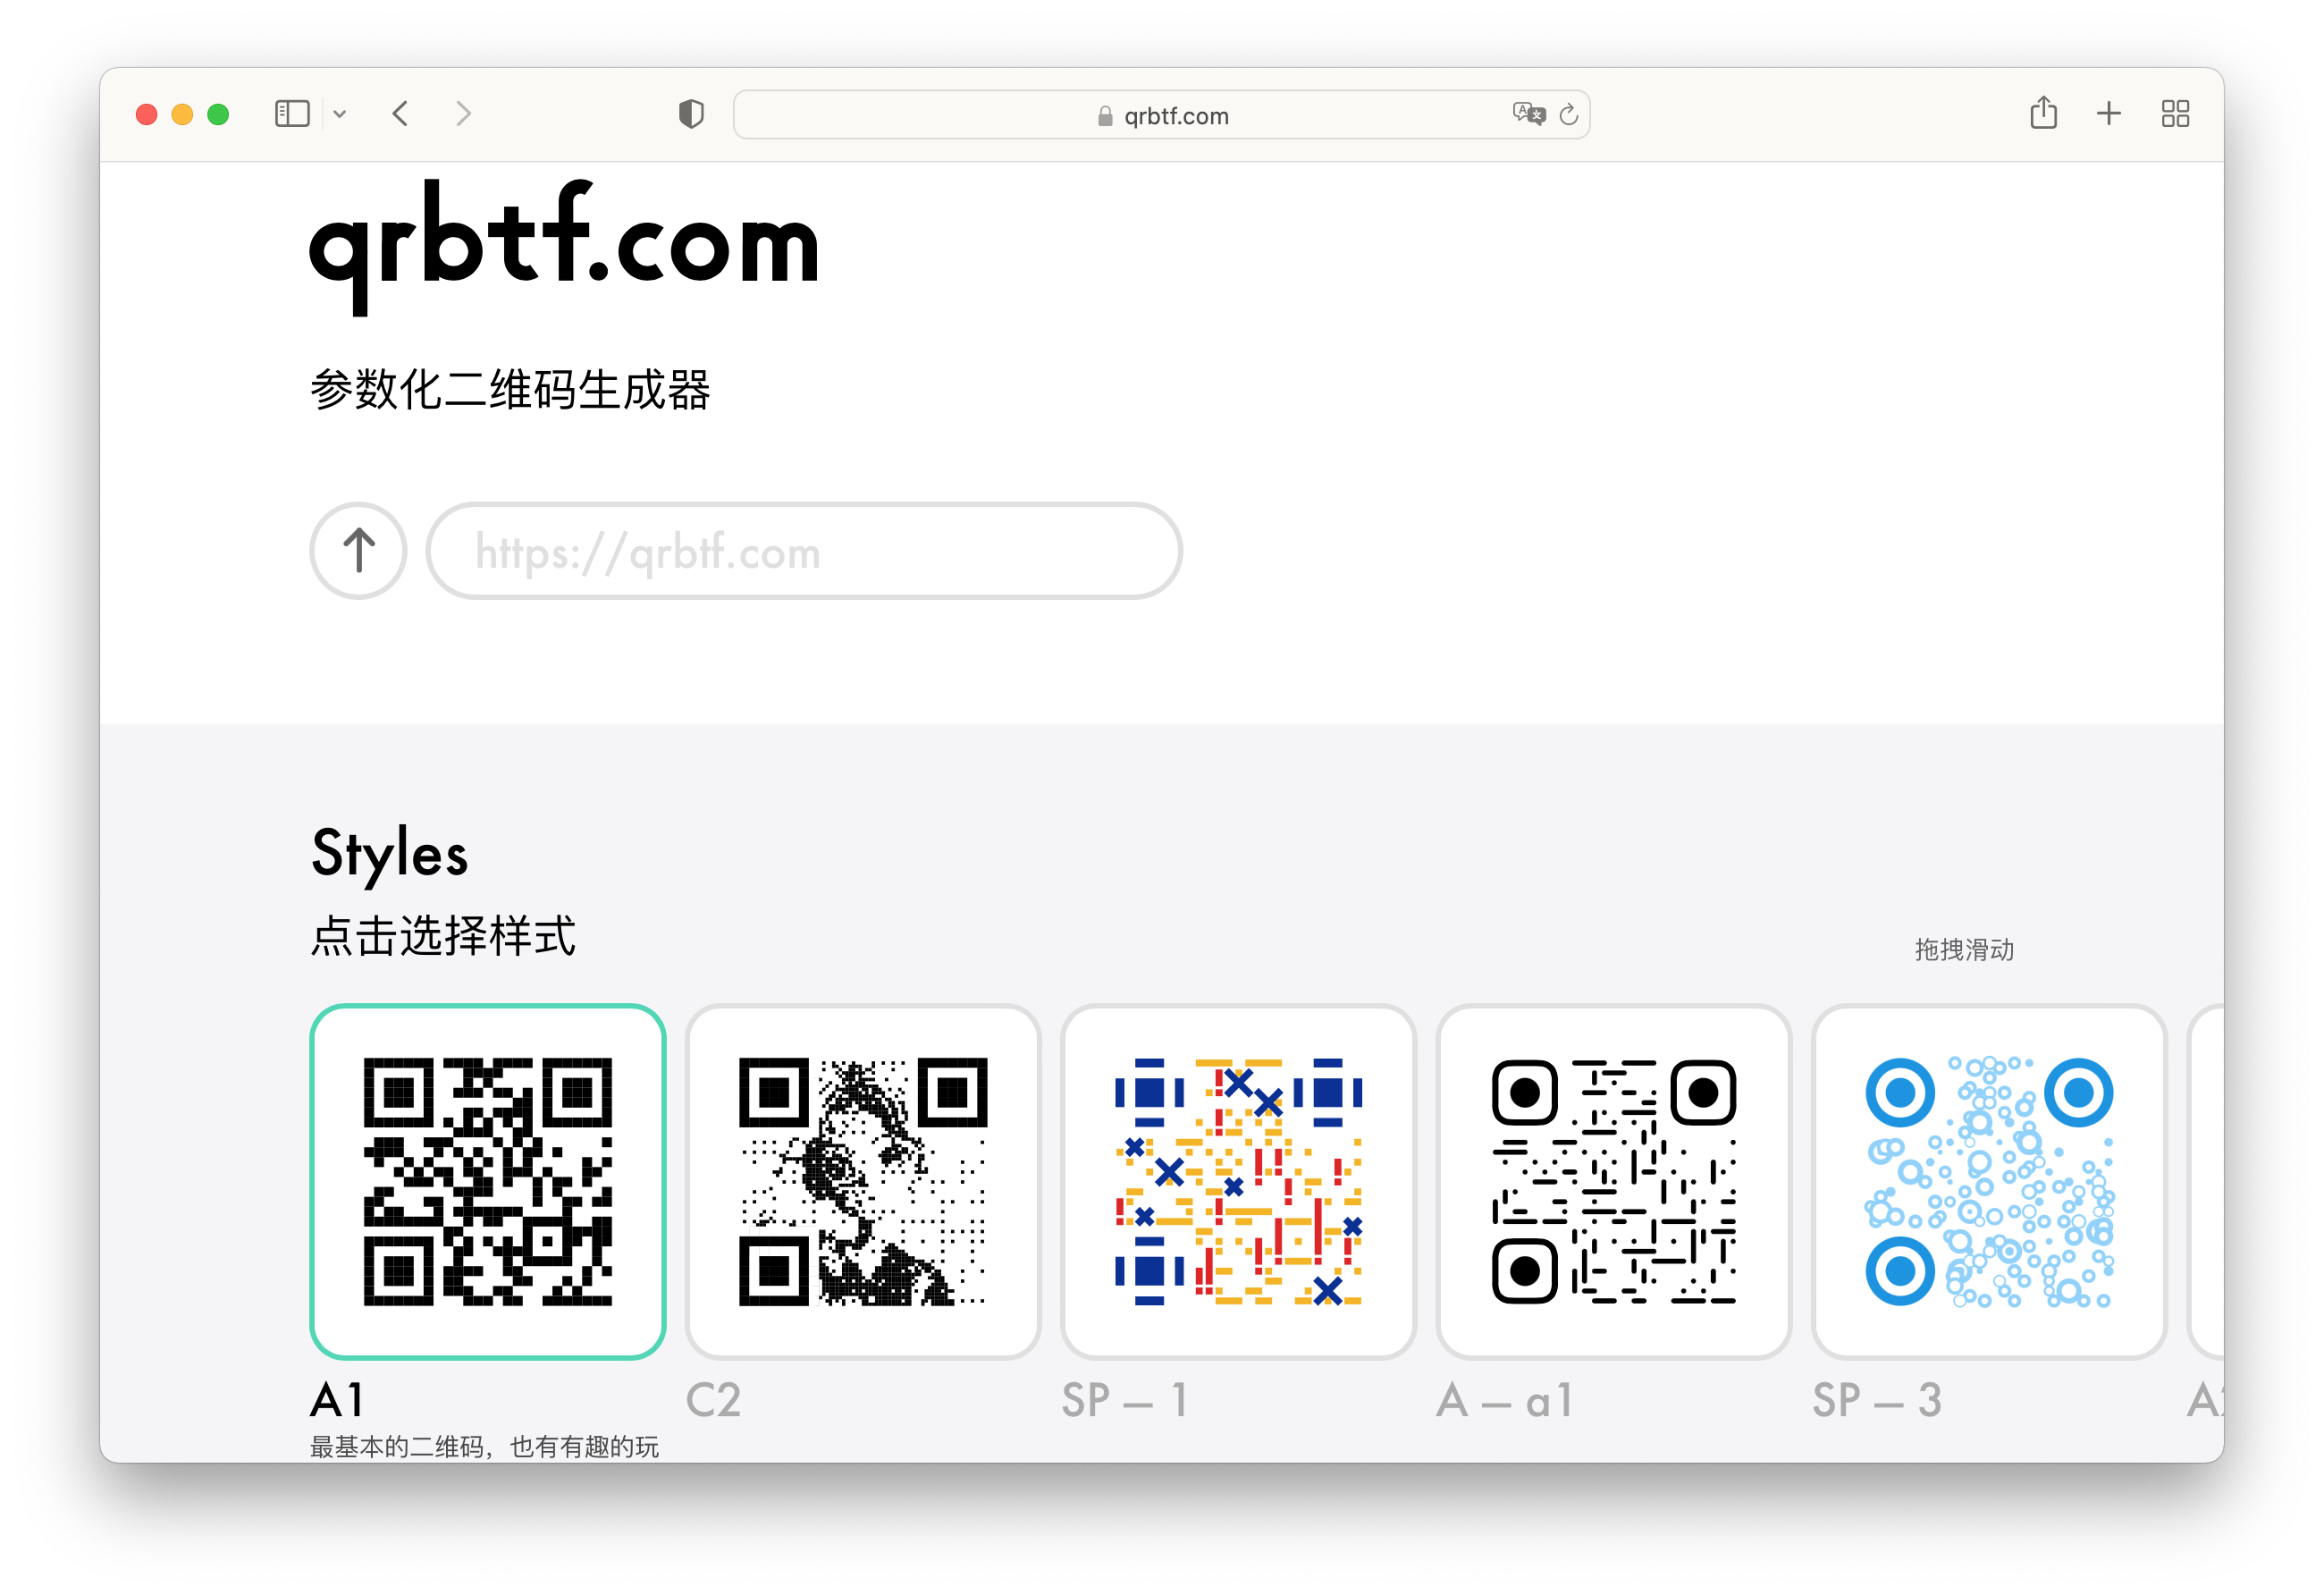 qrbtf.com
qrbtf.com
参数化二维码生成器
https://qrbtf.com
Styles
点击选择样式
拖拽滑动
A1
C2
SP — 1
A — a1
SP — 3
最基本的二维码，也有有趣的玩